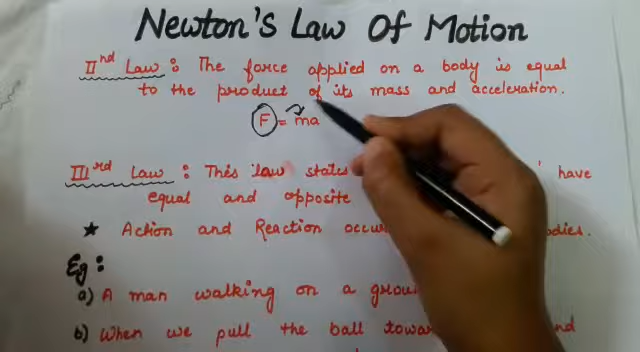 Newton's Law Of Motion
IInd Law : The force applied on a body is equal
to the product of its mass and acceleration.
F = ma
IIIrd Law : This law states have
equal and opposite
★ Action and Reaction
Eg :
a) A man walking on a
b) When we pull the ball